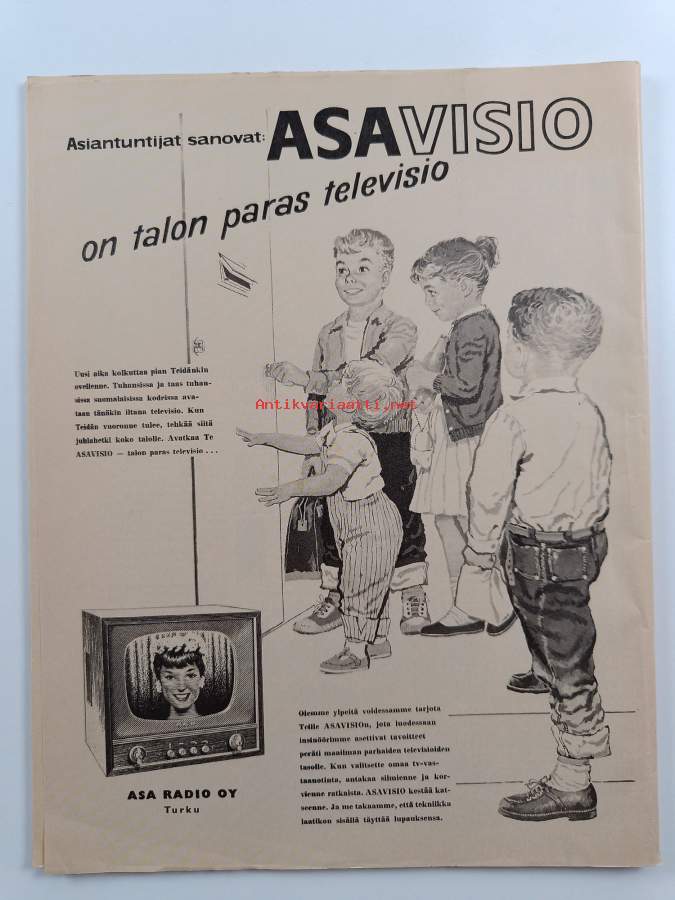 Asiantuntijat sanovat: ASAVISIO
on talon paras televisio
Uusi aika kolkuttaa pian Teidänkin
ovellenne. Tuhansissa ja taas tuhan-
sissa suomalaisissa kodeissa ava-
taan tänäkin iltana televisio. Kun
Teidän vuoronne tulee, tehkää siitä
juhlahetki koko talolle. Avatkaa Te
ASAVISIO — talon paras televisio...
Antikvariaatti.net
ASA RADIO OY
Turku
Olemme ylpeitä voidessamme tarjota
Teille ASAVISIOn, jota luodessaan
insinöörimme asettivat tavoitteet
peräti maailman parhaiden televisioiden
tasolle. Kun valitsette omaa tv-vas-
taanotinta, antakaa silmienne ja kor-
vienne ratkaista. ASAVISIO kestää kat-
seenne. Ja me takaamme, että tekniikka
laatikon sisällä täyttää lupauksensa.